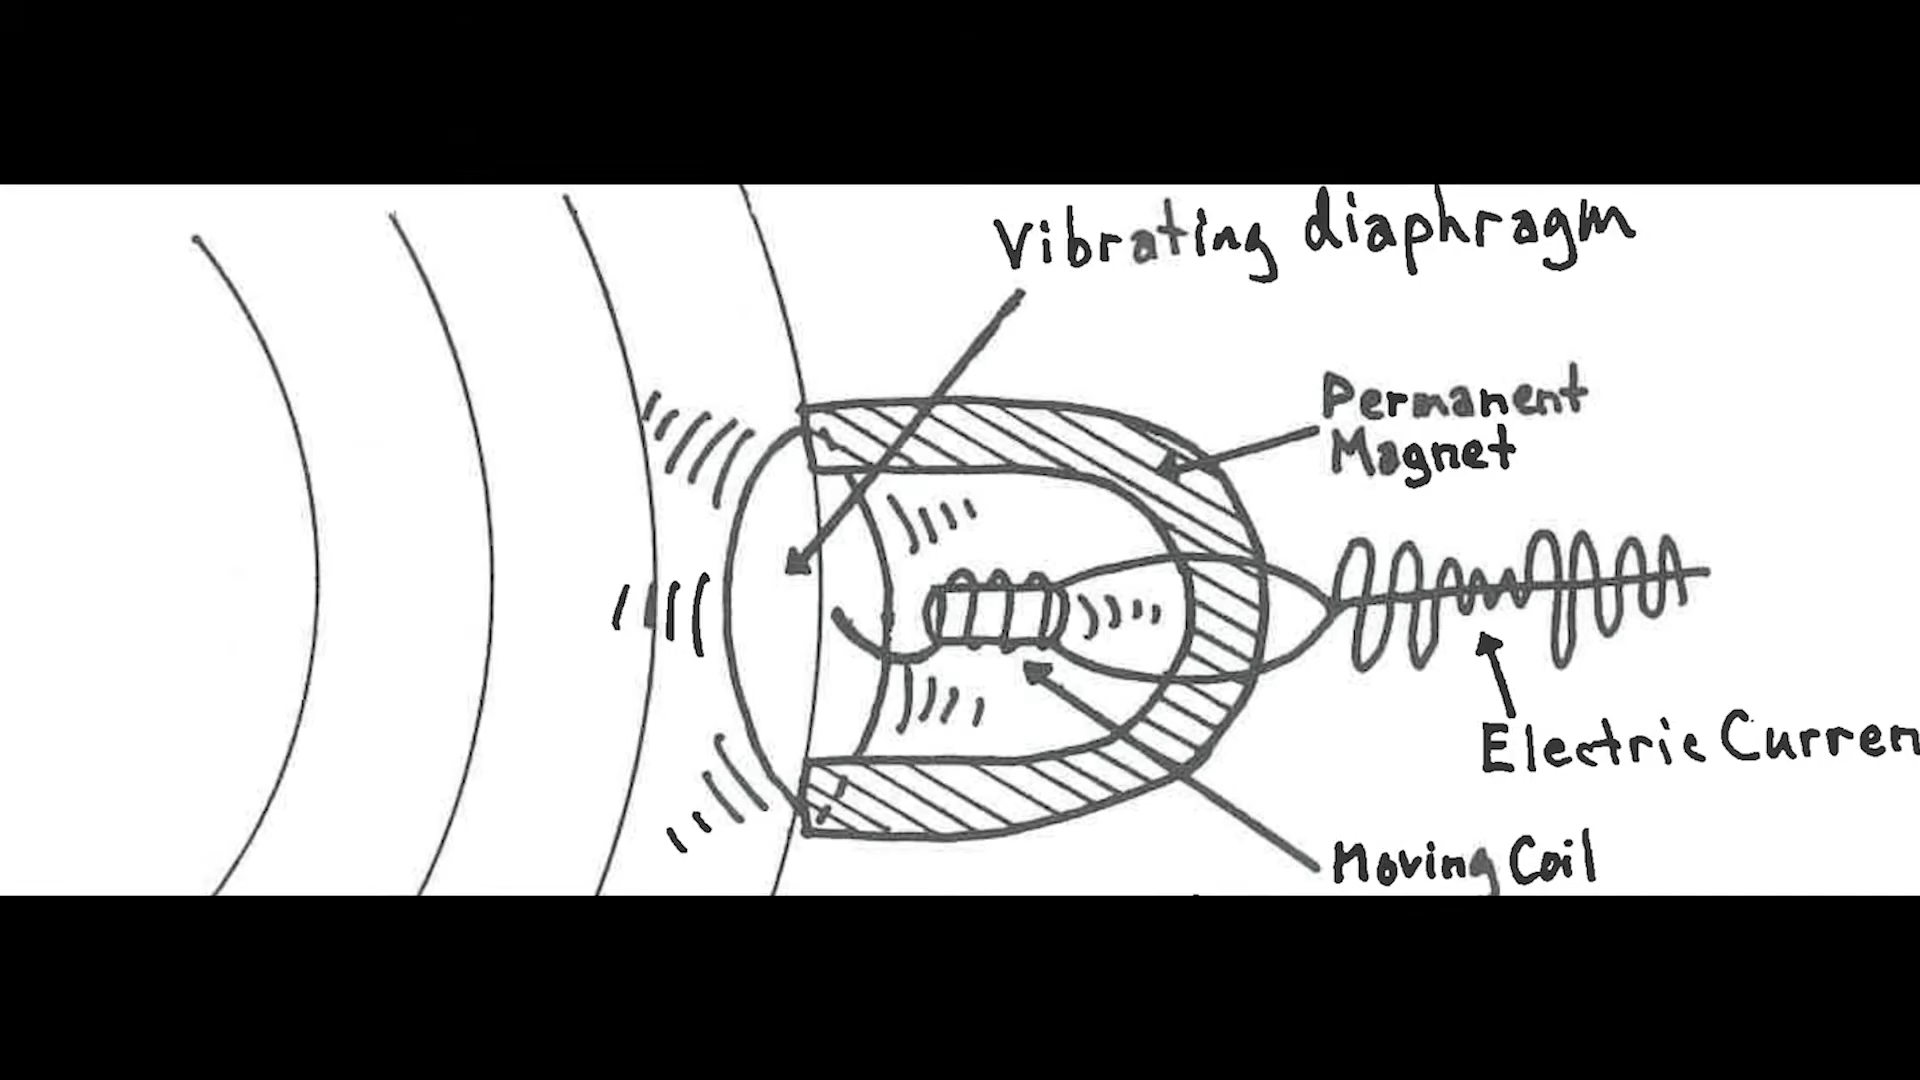 Vibrating diaphragm
Permanent
Magnet
Electric Curren
Moving Coil